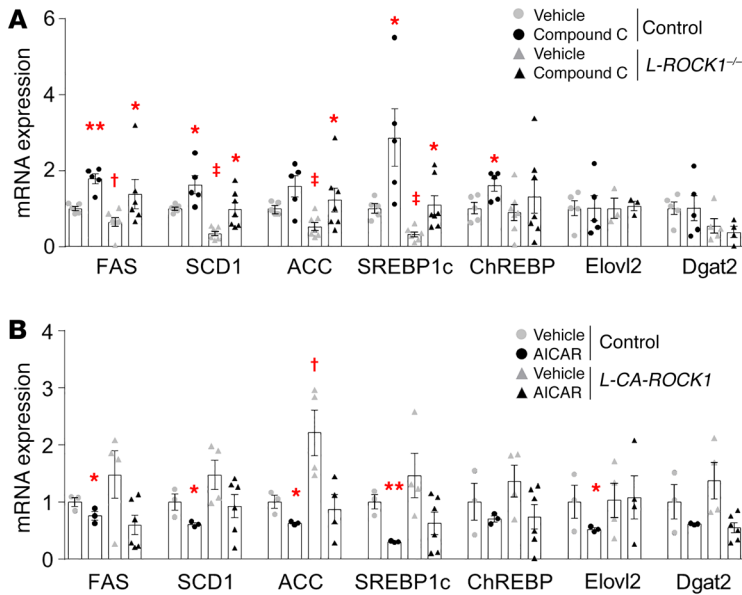 A
6
4
2
0
mRNA expression
Vehicle
Compound C
Control
Vehicle
Compound C
L-ROCK1–/–
** † * * ‡ * ‡ * * ‡ * *
FAS SCD1 ACC SREBP1c ChREBP Elovl2 Dgat2
B
4
3
2
1
0
mRNA expression
Vehicle
AICAR
Control
Vehicle
AICAR
L-CA-ROCK1
* * * † ** *
FAS SCD1 ACC SREBP1c ChREBP Elovl2 Dgat2